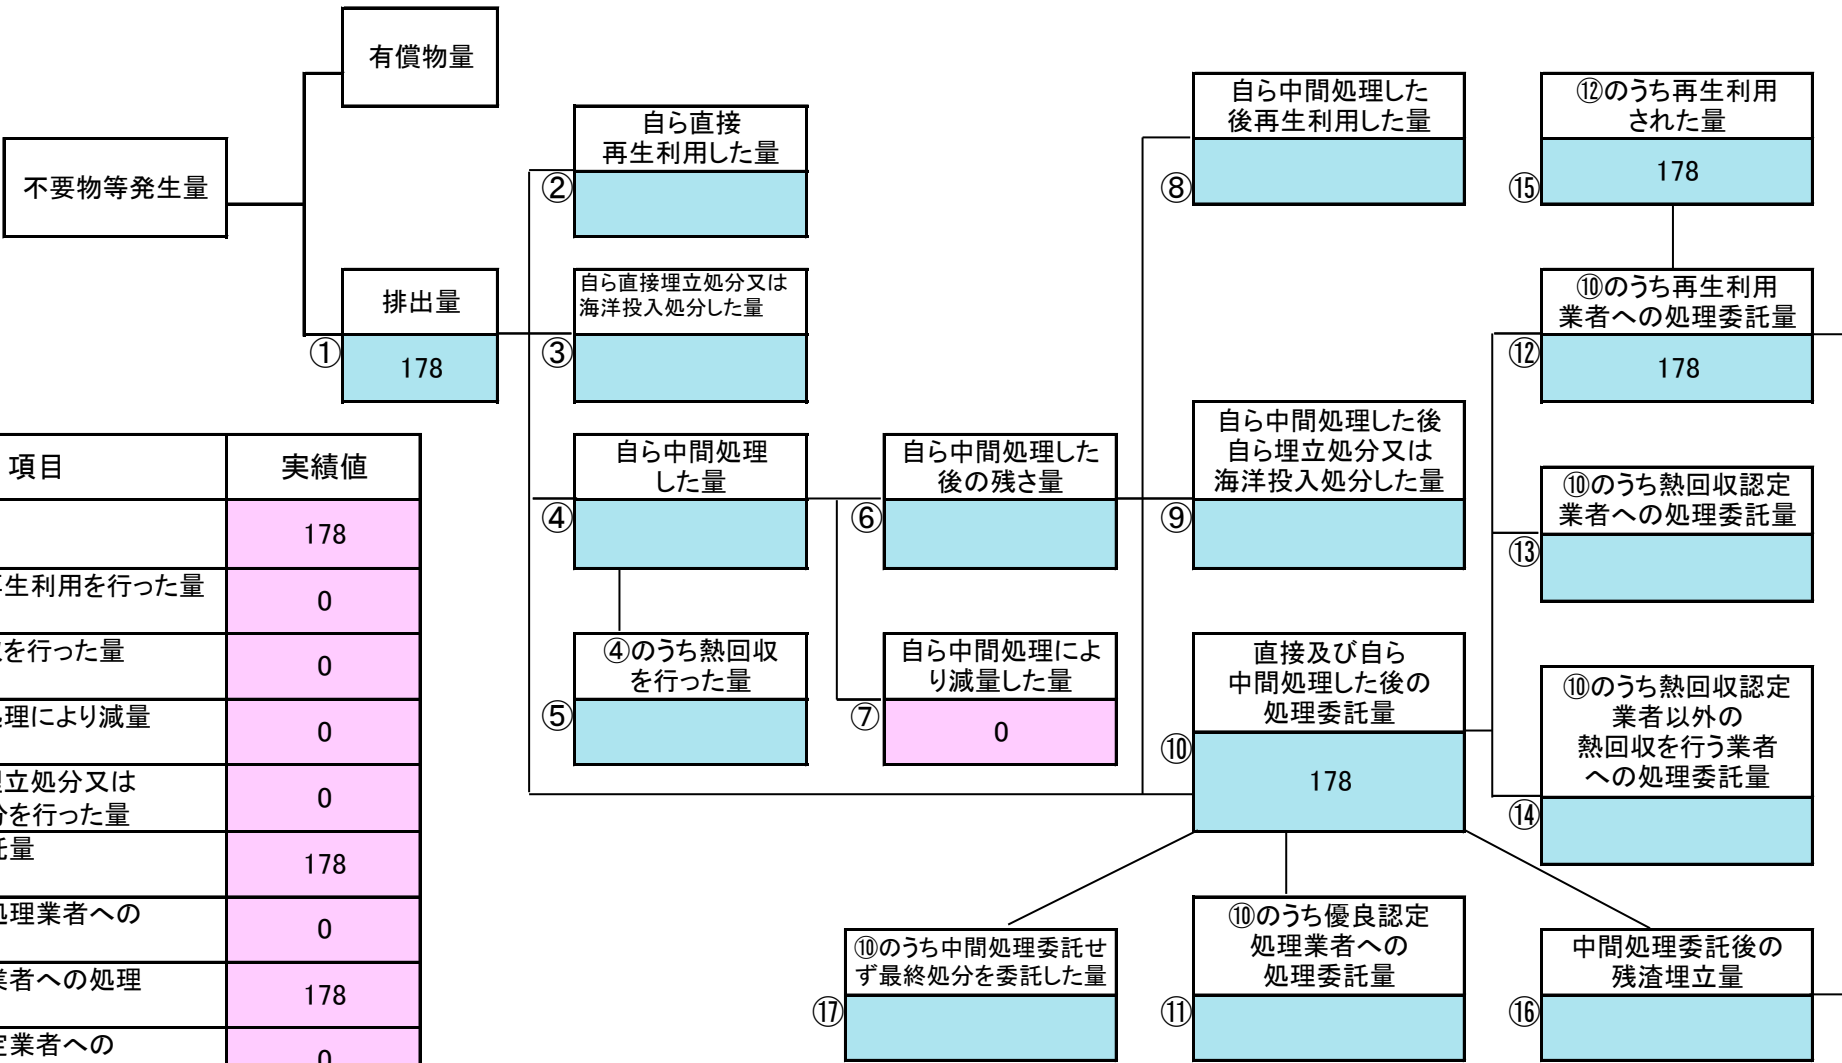 有償物量
不要物等発生量
排出量
①
178
自ら直接
再生利用した量
②
自ら直接埋立処分又は
海洋投入処分した量
③
自ら中間処理
した量
④
④のうち熱回収
を行った量
⑤
自ら中間処理した
後の残さ量
⑥
自ら中間処理によ
り減量した量
⑦
0
自ら中間処理した
後再生利用した量
⑧
自ら中間処理した後
自ら埋立処分又は
海洋投入処分した量
⑨
直接及び自ら
中間処理した後の
処理委託量
⑩
178
⑫のうち再生利用
された量
⑮
178
⑩のうち再生利用
業者への処理委託量
⑫
178
⑩のうち熱回収認定
業者への処理委託量
⑬
⑩のうち熱回収認定
業者以外の
熱回収を行う業者
への処理委託量
⑭
⑩のうち中間処理委託せ
ず最終処分を委託した量
⑰
⑩のうち優良認定
処理業者への
処理委託量
⑪
中間処理委託後の
残渣埋立量
⑯
項目 実績値
178
生利用を行った量
0
を行った量
0
理により減量
0
立処分又は
を行った量
0
量
178
処理業者への
0
業者への処理
178
業者への
0